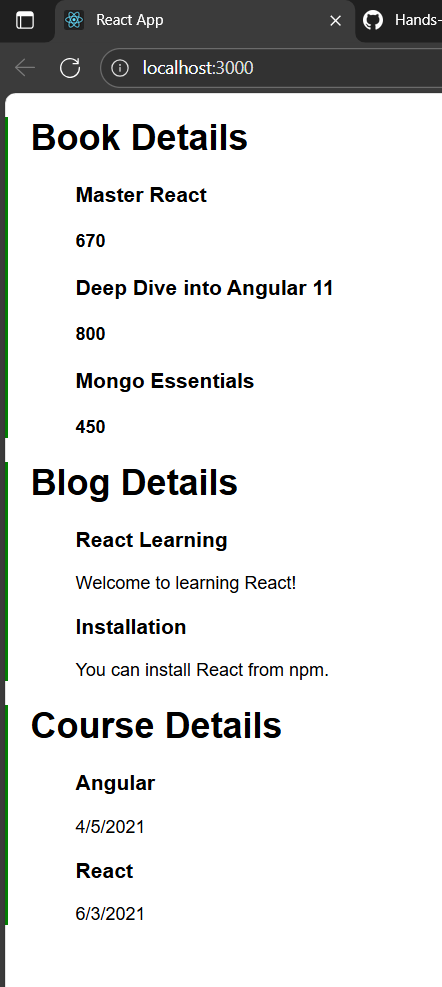 React App
Hands-
localhost:3000
Book Details
Master React
670
Deep Dive into Angular 11
800
Mongo Essentials
450
Blog Details
React Learning
Welcome to learning React!
Installation
You can install React from npm.
Course Details
Angular
4/5/2021
React
6/3/2021